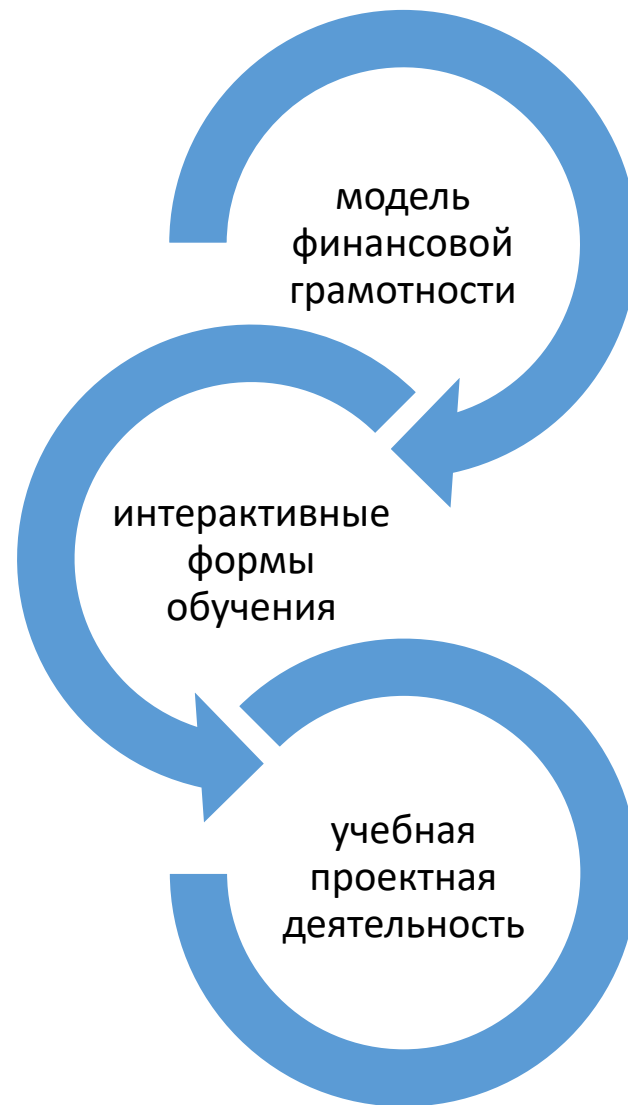 модель
финансовой
грамотности
интерактивные
формы
обучения
учебная
проектная
деятельность